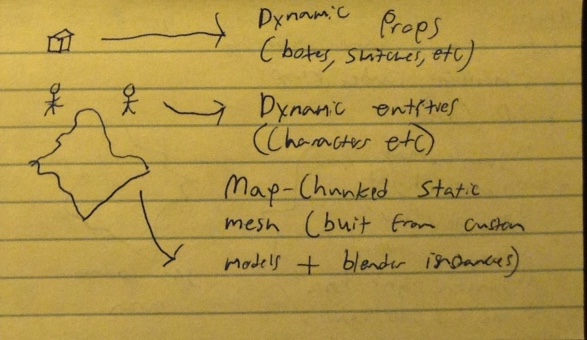 Dynamic Props
(boxes, switches, etc)
Dynamic entities
(Characters etc)
Map-Chunked static
mesh (buit from custom
models + blender instances)